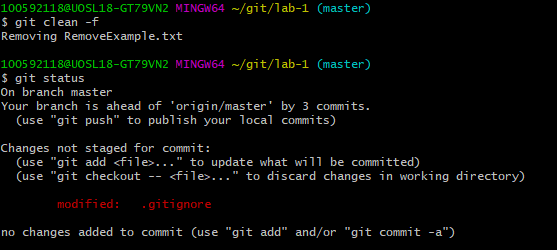 100592118@UOSL18-GT79VN2 MINGW64 ~/git/lab-1 (master)
$ git clean -f
Removing RemoveExample.txt
100592118@UOSL18-GT79VN2 MINGW64 ~/git/lab-1 (master)
$ git status
On branch master
Your branch is ahead of 'origin/master' by 3 commits.
  (use "git push" to publish your local commits)
Changes not staged for commit:
  (use "git add <file>..." to update what will be committed)
  (use "git checkout -- <file>..." to discard changes in working directory)
        modified:   .gitignore
no changes added to commit (use "git add" and/or "git commit -a")